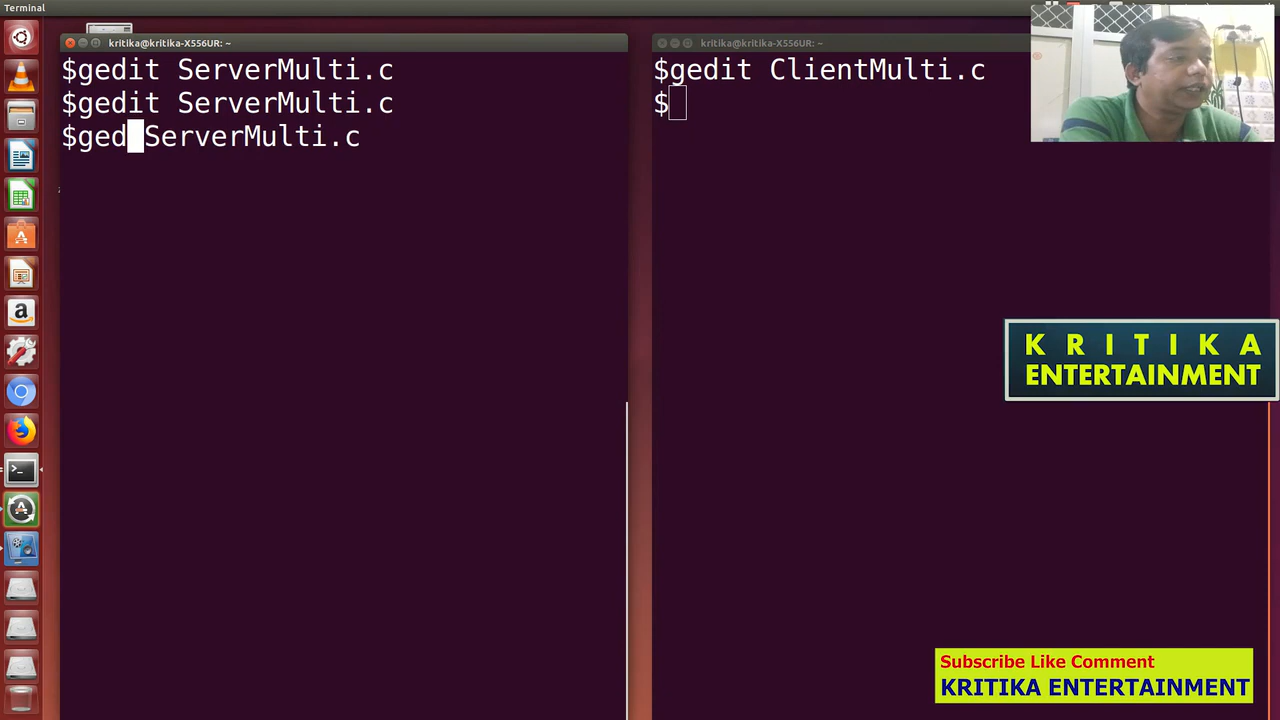 Terminal
kritika@kritika-X556UR: ~
$gedit ServerMulti.c
$gedit ServerMulti.c
$ged ServerMulti.c
kritika@kritika-X556UR: ~
$gedit ClientMulti.c
$
KRITIKA
ENTERTAINMENT
Subscribe Like Comment
KRITIKA ENTERTAINMENT